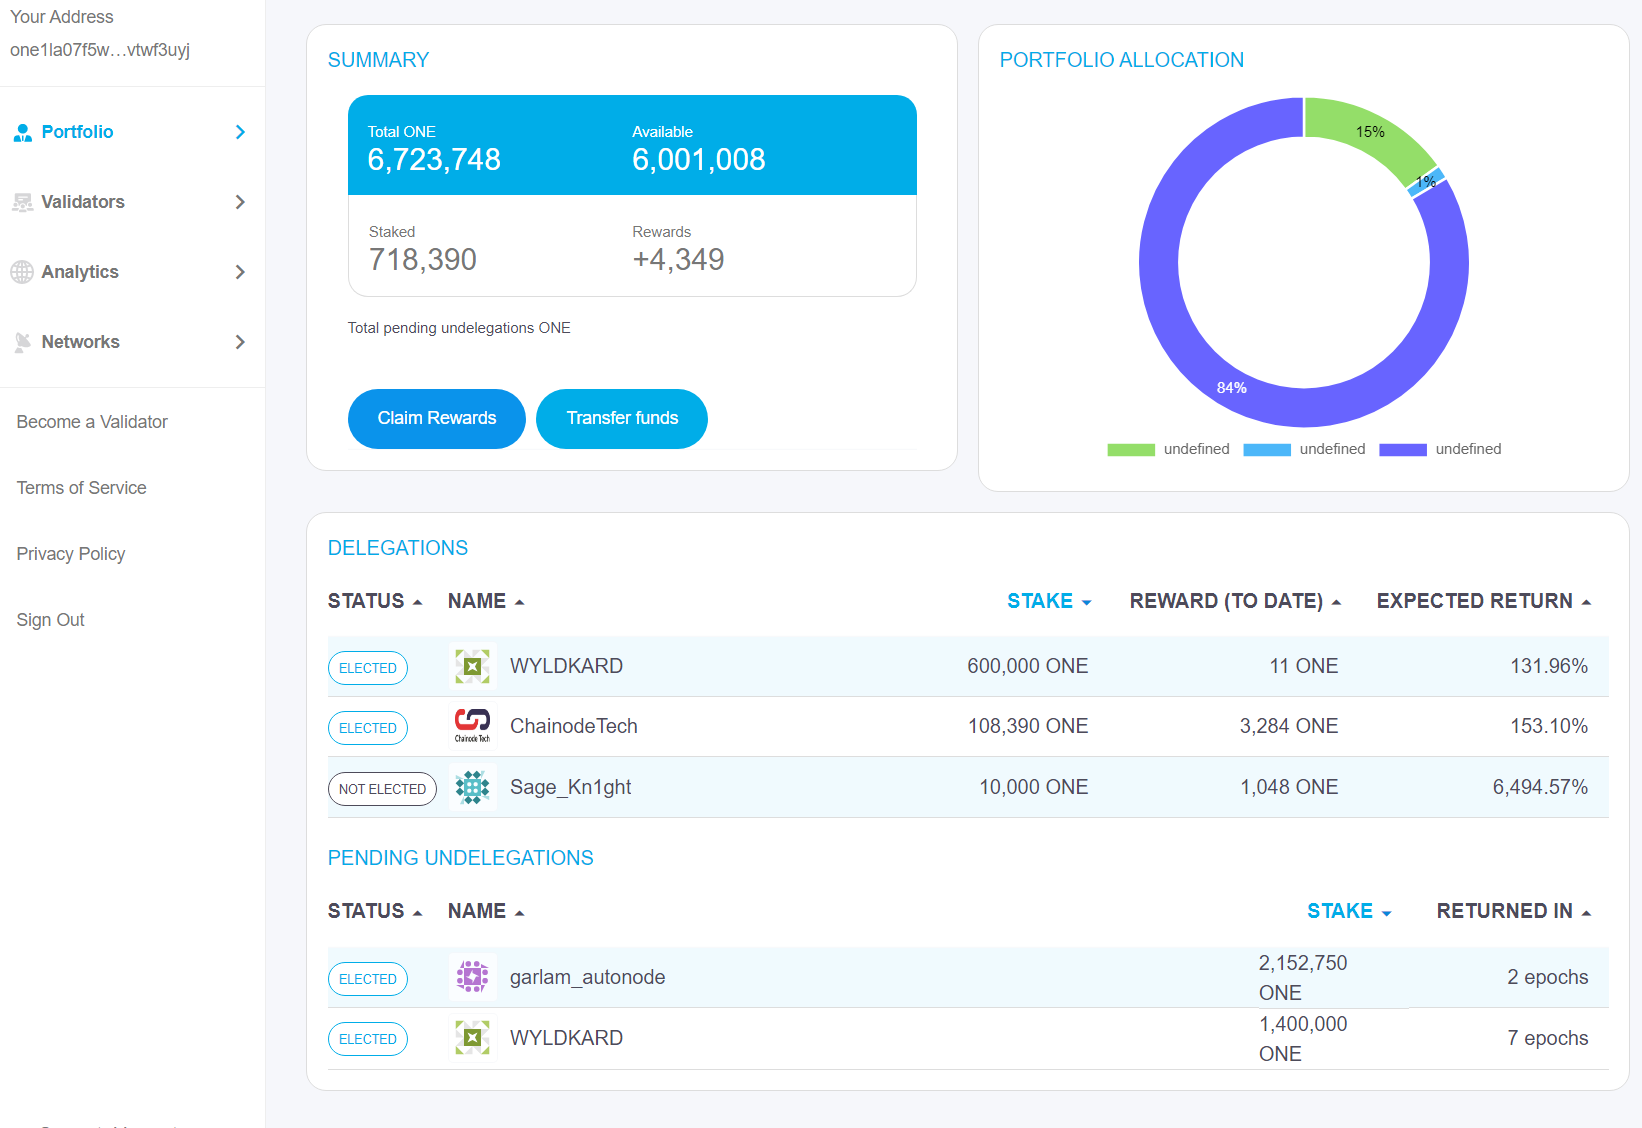 Your Address
one1la07f5w...vtwf3uyj
Portfolio
Validators
Analytics
Networks
Become a Validator
Terms of Service
Privacy Policy
Sign Out
SUMMARY
Total ONE
Available
6,723,748
6,001,008
Staked
Rewards
718,390
+4,349
Total pending undelegations ONE
Claim Rewards
Transfer funds
PORTFOLIO ALLOCATION
15%
1%
84%
undefined undefined undefined
DELEGATIONS
STATUS NAME STAKE REWARD (TO DATE) EXPECTED RETURN
ELECTED WYLDKARD 600,000 ONE 11 ONE 131.96%
ELECTED Chainode Tech ChainodeTech 108,390 ONE 3,284 ONE 153.10%
NOT ELECTED Sage_Kn1ght 10,000 ONE 1,048 ONE 6,494.57%
PENDING UNDELEGATIONS
STATUS NAME STAKE RETURNED IN
ELECTED garlam_autonode 2,152,750 ONE 2 epochs
ELECTED WYLDKARD 1,400,000 ONE 7 epochs